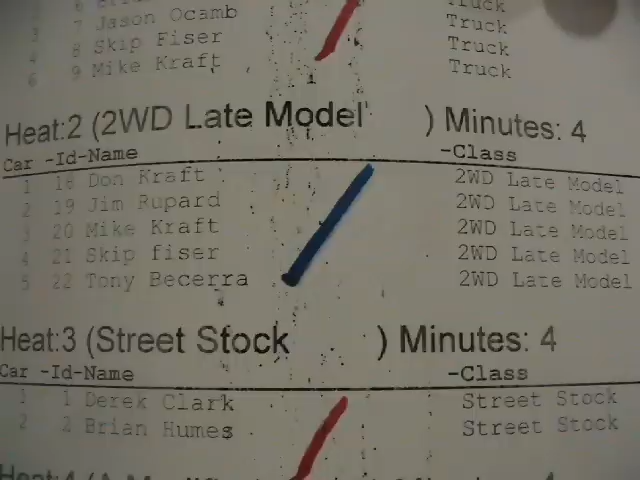 7 Jason Ocamb Truck
4 8 Skip Fiser Truck
6 9 Mike Kraft Truck
Heat:2 (2WD Late Model ) Minutes: 4
Car -Id-Name -Class
1 18 Don Kraft 2WD Late Model
2 19 Jim Rupard 2WD Late Model
3 20 Mike Kraft 2WD Late Model
4 21 Skip fiser 2WD Late Model
5 22 Tony Becerra 2WD Late Model
Heat:3 (Street Stock ) Minutes: 4
Car -Id-Name -Class
1 1 Derek Clark Street Stock
2 2 Brian Humes Street Stock